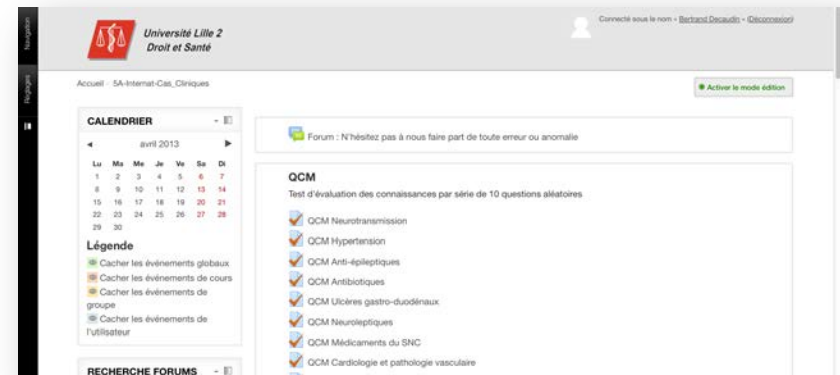 Navigation
Réglages
Université Lille 2
Droit et Santé
Connecté sous le nom « Bertrand Decaudin » (Déconnexion)
Accueil 5A-Internat-Cas_Cliniques
Activer le mode édition
CALENDRIER
◄ avril 2013 ►
Lu Ma Me Je Ve Sa Di
1 2 3 4 5 6 7
8 9 10 11 12 13 14
15 16 17 18 19 20 21
22 23 24 25 26 27 28
29 30
Légende
Cacher les événements globaux
Cacher les événements de cours
Cacher les événements de
groupe
Cacher les événements de
l'utilisateur
RECHERCHE FORUMS
Forum : N'hésitez pas à nous faire part de toute erreur ou anomalie
QCM
Test d'évaluation des connaissances par série de 10 questions aléatoires
QCM Neurotransmission
QCM Hypertension
QCM Anti-épileptiques
QCM Antibiotiques
QCM Ulcères gastro-duodénaux
QCM Neuroleptiques
QCM Médicaments du SNC
QCM Cardiologie et pathologie vasculaire